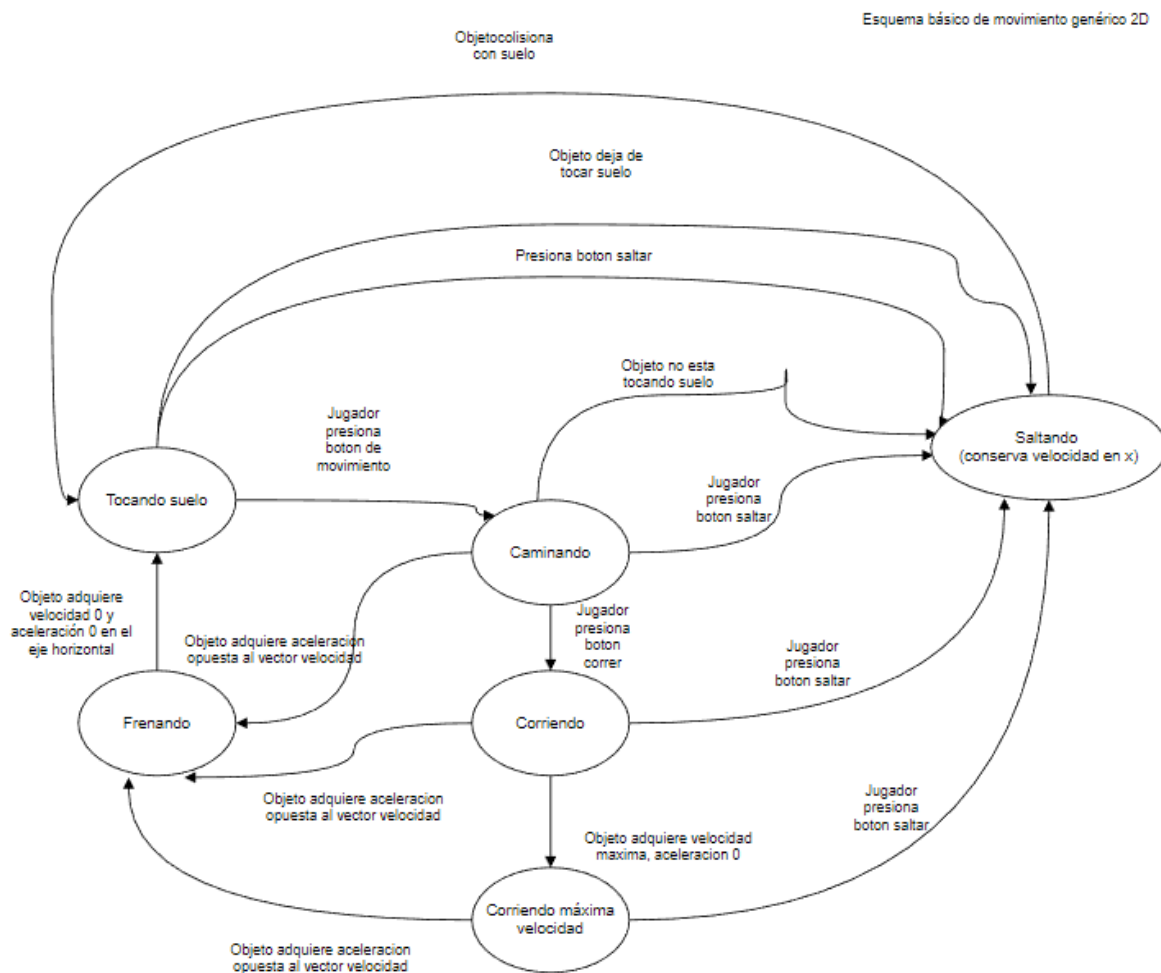 Esquema básico de movimiento genérico 2D
Objetocolisiona
con suelo
Objeto deja de
tocar suelo
Presiona boton saltar
Objeto no esta
tocando suelo
Jugador
presiona
boton de
movimiento
Saltando
(conserva velocidad en x)
Tocando suelo
Jugador
presiona
boton saltar
Caminando
Objeto adquiere
velocidad 0 y
aceleración 0 en el
eje horizontal
Objeto adquiere aceleracion
opuesta al vector velocidad
Jugador
presiona
boton
correr
Jugador
presiona
boton saltar
Frenando
Corriendo
Objeto adquiere aceleracion
opuesta al vector velocidad
Jugador
presiona
boton saltar
Objeto adquiere velocidad
maxima, aceleracion 0
Corriendo máxima
velocidad
Objeto adquiere aceleracion
opuesta al vector velocidad